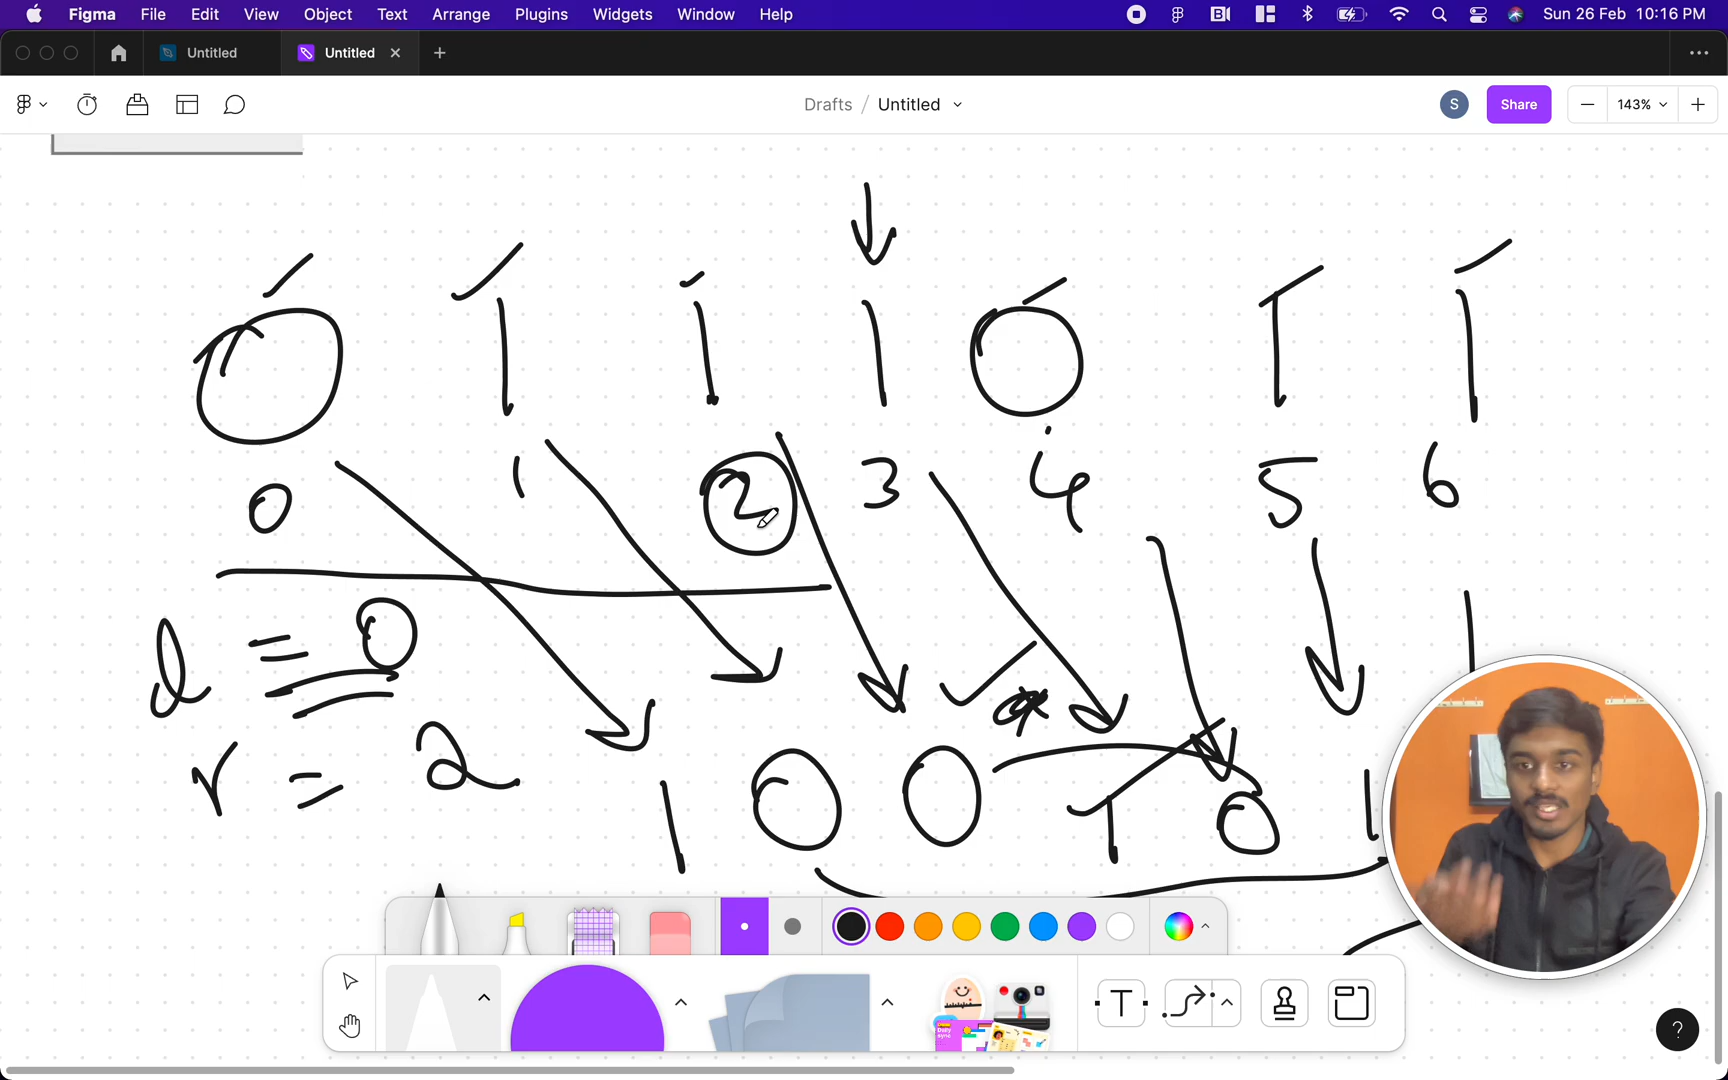 Figma File Edit View Object Text Arrange Plugins Widgets Window Help Sun 26 Feb 10:16 PM
Untitled Untitled
Drafts / Untitled S Share 143%
0 1 1 1 0 1 1
0 1 2 3 4 5 6
l = 0
r = 2
1 0 0 1 0 1
T
?